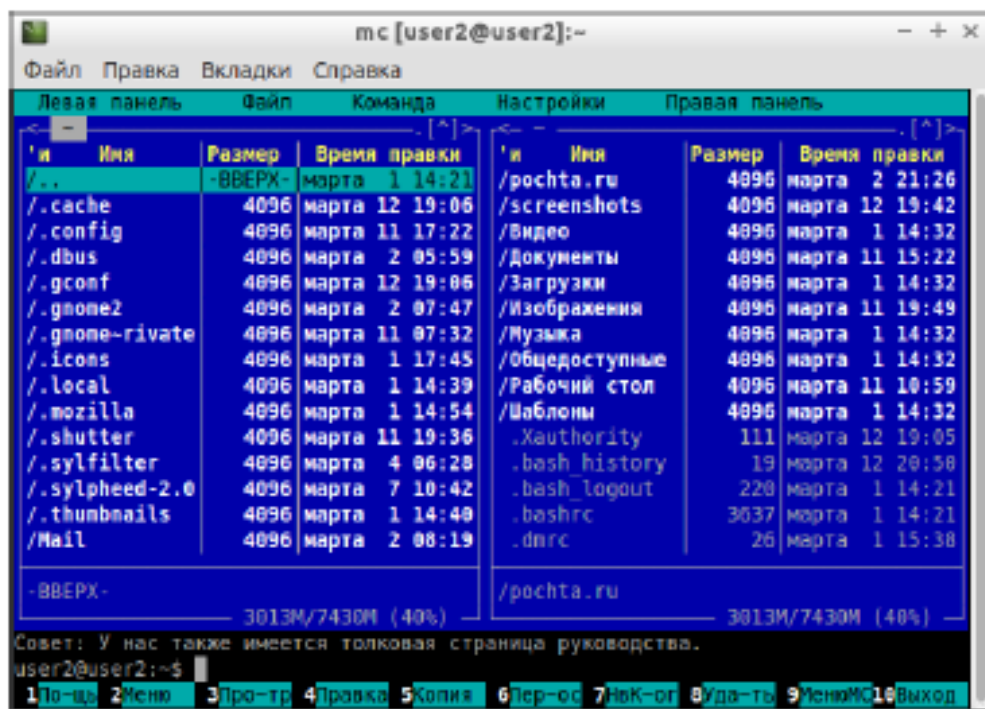 mc [user2@user2]:~
Файл Правка Вкладки Справка
Левая панель Файл Команда Настройки Правая панель
<- ~ .[^]> <- ~ .[^]>
'и Имя Размер Время правки 'и Имя Размер Время правки
/.. -ВВЕРХ- марта 1 14:21 /pochta.ru 4096 марта 2 21:26
/.cache 4096 марта 12 19:06 /screenshots 4096 марта 12 19:42
/.config 4096 марта 11 17:22 /Видео 4096 марта 1 14:32
/.dbus 4096 марта 2 05:59 /Документы 4096 марта 11 15:22
/.gconf 4096 марта 12 19:06 /Загрузки 4096 марта 1 14:32
/.gnome2 4096 марта 2 07:47 /Изображения 4096 марта 11 19:49
/.gnome~rivate 4096 марта 11 07:32 /Музыка 4096 марта 1 14:32
/.icons 4096 марта 1 17:45 /Общедоступные 4096 марта 1 14:32
/.local 4096 марта 1 14:39 /Рабочий стол 4096 марта 11 10:59
/.mozilla 4096 марта 1 14:54 /Шаблоны 4096 марта 1 14:32
/.shutter 4096 марта 11 19:36 .Xauthority 111 марта 12 19:05
/.sylfilter 4096 марта 4 06:28 .bash_history 19 марта 12 20:50
/.sylpheed-2.0 4096 марта 7 10:42 .bash_logout 220 марта 1 14:21
/.thumbnails 4096 марта 1 14:40 .bashrc 3637 марта 1 14:21
/Mail 4096 марта 2 08:19 .dmrc 26 марта 1 15:38
-ВВЕРХ- /pochta.ru
3013M/7430M (40%) 3013M/7430M (40%)
Совет: У нас также имеется толковая страница руководства.
user2@user2:~$
1По~щь 2Меню 3Про~тр 4Правка 5Копия 6Пер~ос 7НвК~ог 8Уда~ть 9МенюMC 10Выход